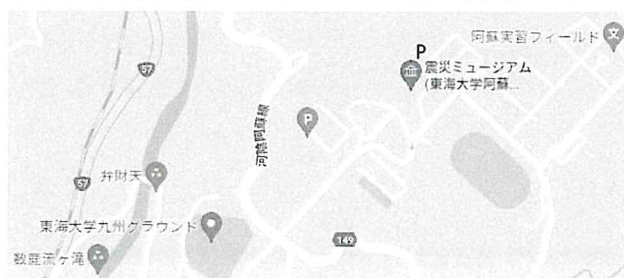 阿蘇実習フィールド
文
P
震災ミュージアム
(東海大学阿蘇...
57
P
河陰阿蘇線
弁財天
57
東海大学九州グラウンド
149
数鹿流ヶ滝